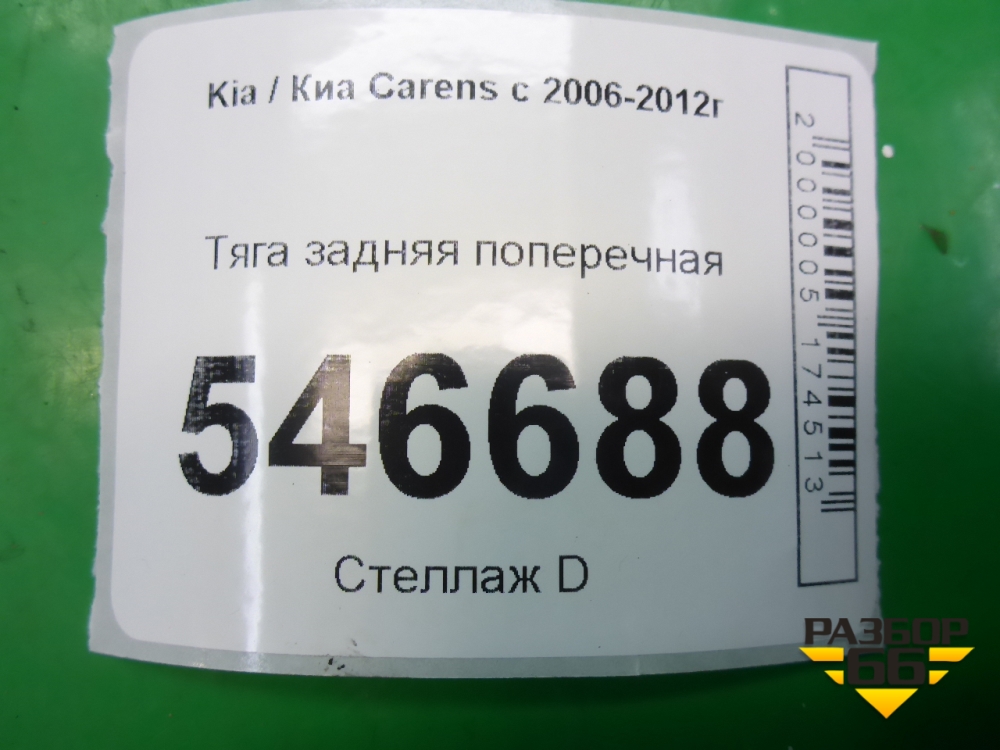 Kia / Киа Carens с 2006-2012г
Тяга задняя поперечная
546688
Стеллаж D
2000005174513
РАЗБОР
66